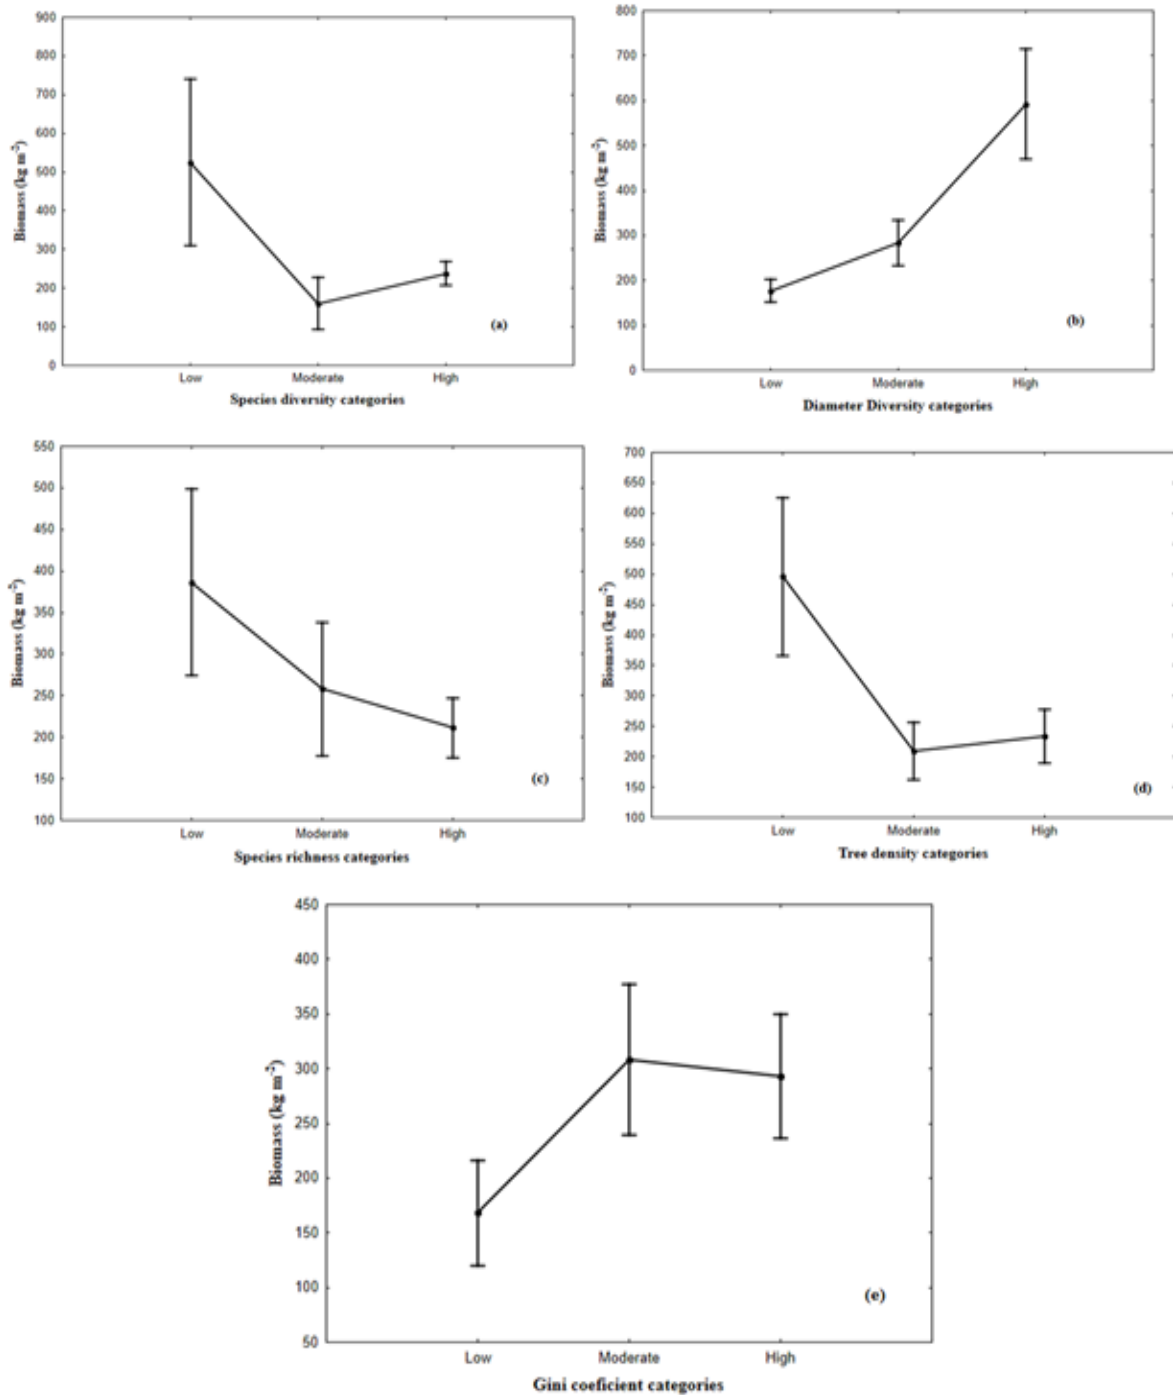 900
800
700
600
500
400
300
200
100
0
Biomass (kg m⁻²)
(a)
Low Moderate High
Species diversity categories
800
700
600
500
400
300
200
100
0
Biomass (kg m⁻²)
(b)
Low Moderate High
Diameter Diversity categories
550
500
450
400
350
300
250
200
150
100
Biomass (kg m⁻²)
(c)
Low Moderate High
Species richness categories
700
650
600
550
500
450
400
350
300
250
200
150
100
Biomass (kg m⁻²)
(d)
Low Moderate High
Tree density categories
450
400
350
300
250
200
150
100
50
Biomass (kg m⁻²)
(e)
Low Moderate High
Gini coeficient categories